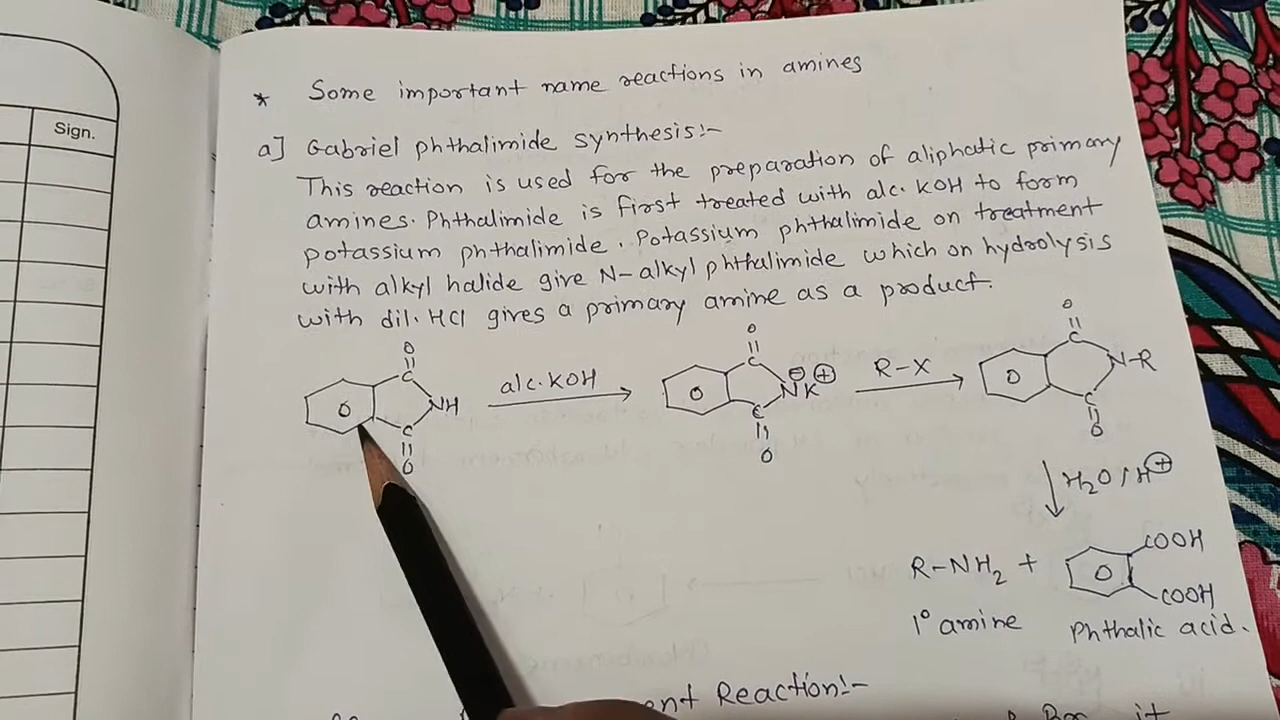 Sign.
* Some important name reactions in amines
a] Gabriel phthalimide synthesis:-
This reaction is used for the preparation of aliphatic primary
amines. Phthalimide is first treated with alc. KOH to form
potassium phthalimide. Potassium phthalimide on treatment
with alkyl halide give N-alkyl phthalimide which on hydrolysis
with dil. HCl gives a primary amine as a product.
O O O
C C C
O NH alc. KOH O N⊖ K⊕ R-X O N-R
C C C
O O O
H2O / H⊕
R-NH2 + O COOH
COOH
1° amine Phthalic acid.
Reaction:-
it